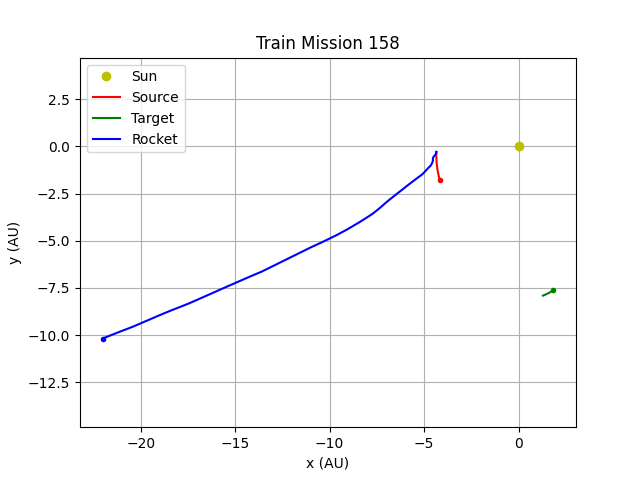 Train Mission 158
Sun
Source
Target
Rocket
2.5
0.0
−2.5
−5.0
−7.5
−10.0
−12.5
y (AU)
−20
−15
−10
−5
0
x (AU)